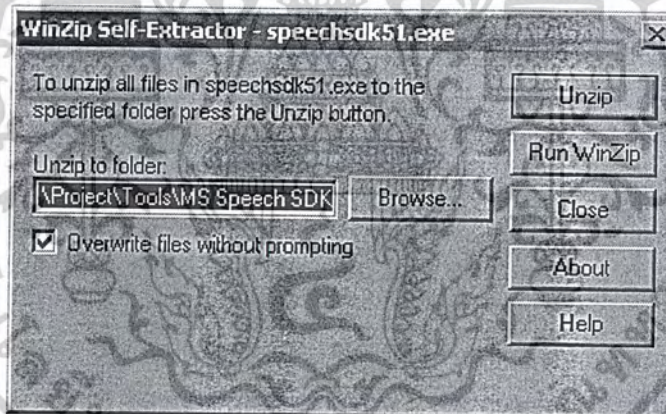 WinZip Self-Extractor - speechsdk51.exe
To unzip all files in speechsdk51.exe to the
specified folder press the Unzip button.
Unzip to folder:
\Project\Tools\MS Speech SDK
Browse...
Overwrite files without prompting
Unzip
Run WinZip
Close
About
Help